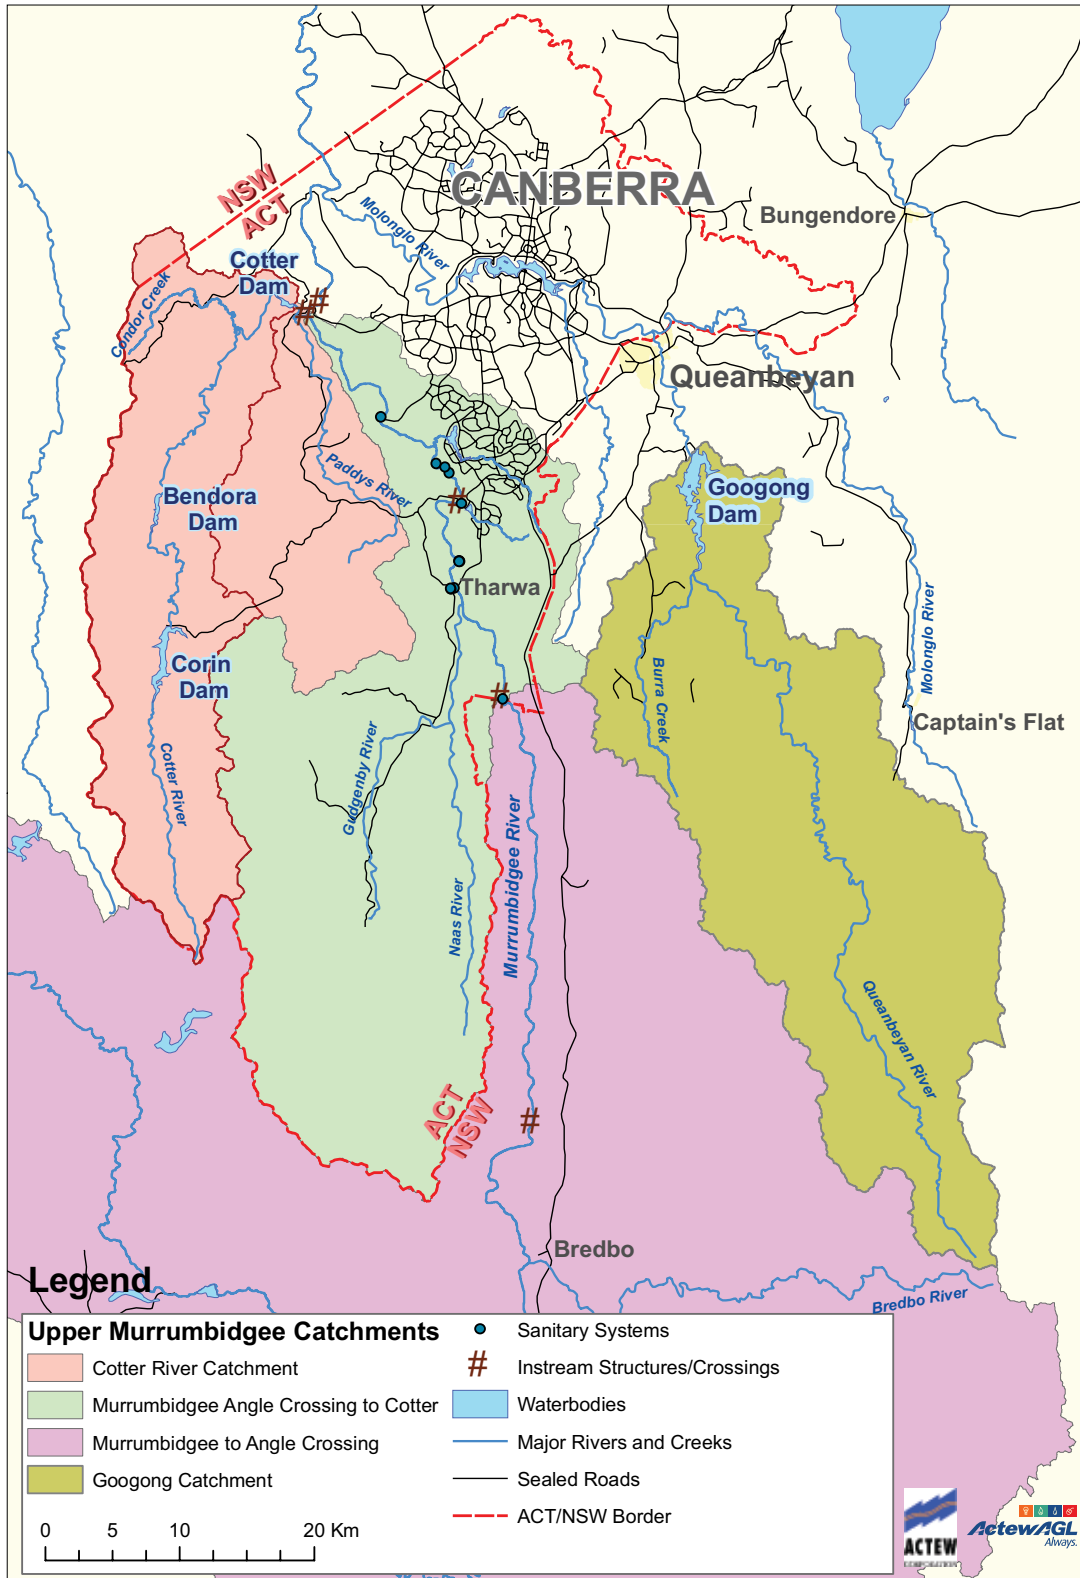 CANBERRA
NSW
ACT
Molonglo River
Bungendore
Cotter
Dam
Condor Creek
Queanbeyan
Paddys River
Bendora
Dam
Googong
Dam
Tharwa
Molonglo River
Corin
Dam
Burra Creek
Captain's Flat
Cotter River
Gudgenby River
Murrumbidgee River
Naas River
Queanbeyan River
ACT
NSW
Bredbo
Bredbo River
Legend
Upper Murrumbidgee Catchments
Cotter River Catchment
Murrumbidgee Angle Crossing to Cotter
Murrumbidgee to Angle Crossing
Googong Catchment
0 5 10 20 Km
Sanitary Systems
# Instream Structures/Crossings
Waterbodies
Major Rivers and Creeks
Sealed Roads
ACT/NSW Border
ACTEW
CORPORATION
ActewAGL
Always.